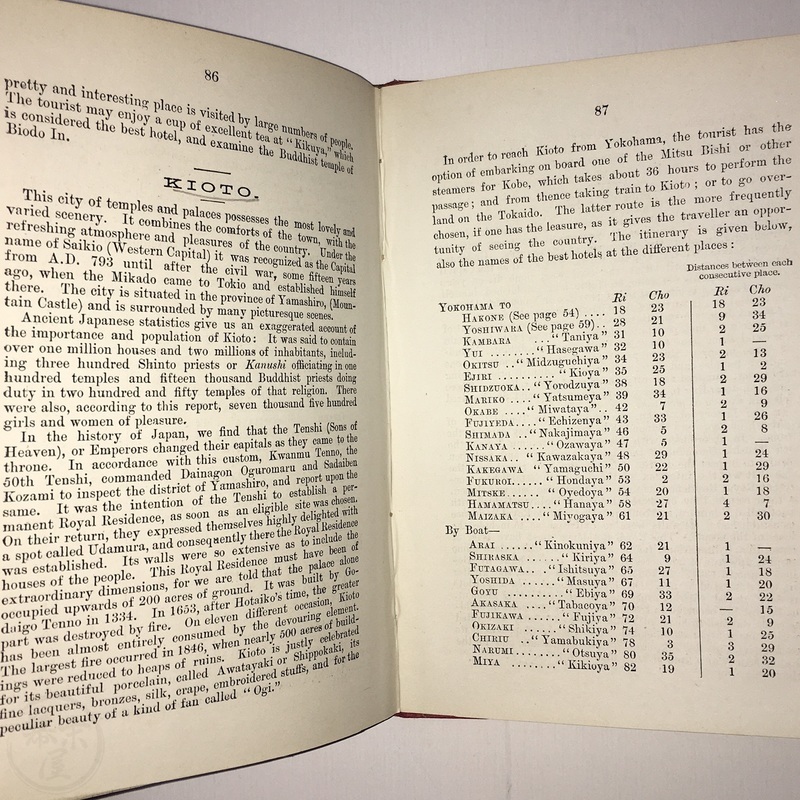 86
pretty and interesting place is visited by large numbers of people.
The tourist may enjoy a cup of excellent tea at "Kikuya," which
is considered the best hotel, and examine the Buddhist temple of
Biodo In.
KIOTO.
This city of temples and palaces possesses the most lovely and
varied scenery. It combines the comforts of the town, with the
refreshing atmosphere and pleasures of the country. Under the
name of Saikio (Western Capital) it was recognized as the Capital
from A.D. 793 until after the civil war, some fifteen years
ago, when the Mikado came to Tokio and established himself
there. The city is situated in the province of Yamashiro, (Moun-
tain Castle) and is surrounded by many picturesque scenes.
Ancient Japanese statistics give us an exaggerated account of
the importance and population of Kioto: It was said to contain
over one million houses and two millions of inhabitants, includ-
ing three hundred Shinto priests or Kanushi officiating in one
hundred temples and fifteen thousand Buddhist priests doing
duty in two hundred and fifty temples of that religion. There
were also, according to this report, seven thousand five hundred
girls and women of pleasure.
In the history of Japan, we find that the Tenshi (Sons of
Heaven), or Emperors changed their capitals as they came to the
throne. In accordance with this custom, Kwanmu Tenno, the
50th Tenshi, commanded Dainagon Oguromaru and Sadaiben
Kozami to inspect the district of Yamashiro, and report upon the
same. It was the intention of the Tenshi to establish a per-
manent Royal Residence, as soon as an eligible site was chosen.
On their return, they expressed themselves highly delighted with
a spot called Udamura, and consequently there the Royal Residence
was established. Its walls were so extensive as to include the
houses of the people. This Royal Residence must have been of
extraordinary dimensions, for we are told that the palace alone
occupied upwards of 200 acres of ground. It was built by Go-
daigo Tenno in 1334. In 1653, after Hotaiko's time, the greater
part was destroyed by fire. On eleven different occasion, Kioto
has been almost entirely consumed by the devouring element.
The largest fire occurred in 1846, when nearly 500 acres of build-
ings were reduced to heaps of ruins. Kioto is justly celebrated
for its beautiful porcelain, called Awatayaki or Shippokaki, its
fine lacquers, bronzes, silk, crape, embroidered stuffs, and for the
peculiar beauty of a kind of fan called "Ogi."
87
In order to reach Kioto from Yokohama, the tourist has the
option of embarking on board one of the Mitsu Bishi or other
steamers for Kobe, which takes about 36 hours to perform the
passage; and from thence taking train to Kioto; or to go over-
land on the Tokaido. The latter route is the more frequently
chosen, if one has the leasure, as it gives the traveller an oppor-
tunity of seeing the country. The itinerary is given below,
also the names of the best hotels at the different places:
Distances between each
consecutive place.
Ri Cho Ri Cho
YOKOHAMA TO
HAKONE (See page 54) .... 18 23 18 23
YOSHIWARA (See page 59).. 28 21 9 34
KAMBARA ..."Taniya" 31 10 2 25
YUI ........"Hasegawa" 32 10 1 —
OKITSU .."Midzuguchiya" 34 23 2 13
EJIRI ..........."Kioya" 35 25 1 2
SHIDZUOKA.."Yorodzuya" 38 18 2 29
MARIKO ...."Yatsumeya" 39 34 1 16
OKABE ...."Miwataya".. 42 7 2 9
FUJIYEDA...."Echizenya" 43 33 1 26
SHIMADA .."Nakajimaya" 46 5 2 8
KANAYA ......"Ozawaya" 47 5 1 —
NISSAKA.. "Kawazakaya" 48 29 1 24
KAKEGAWA "Yamaguchi" 50 22 1 29
FUKUROI......"Hondaya" 53 2 2 16
MITSKE ......"Oyedoya" 54 20 1 18
HAMAMATSU...."Hanaya" 58 27 4 7
MAIZAKA ...."Miyogaya" 61 21 2 30
By Boat—
ARAI ......"Kinokuniya" 62 21 1 —
SHIRASKA ......"Kiriya" 64 9 1 24
FUTAGAWA.."Ishitsuya" 65 27 1 18
YOSHIDA ......"Masuya" 67 11 1 20
GOYU .........."Ebiya" 69 33 2 22
AKASAKA ...."Tabacoya" 70 12 — 15
FUJIKAWA ......"Fujiya" 72 21 2 9
OKIZAKI ......"Shikiya" 74 10 1 25
CHIRIU .."Yamabukiya" 78 3 3 29
NARUMI........"Otsuya" 80 35 2 32
MIYA .........."Kikioya" 82 19 1 20